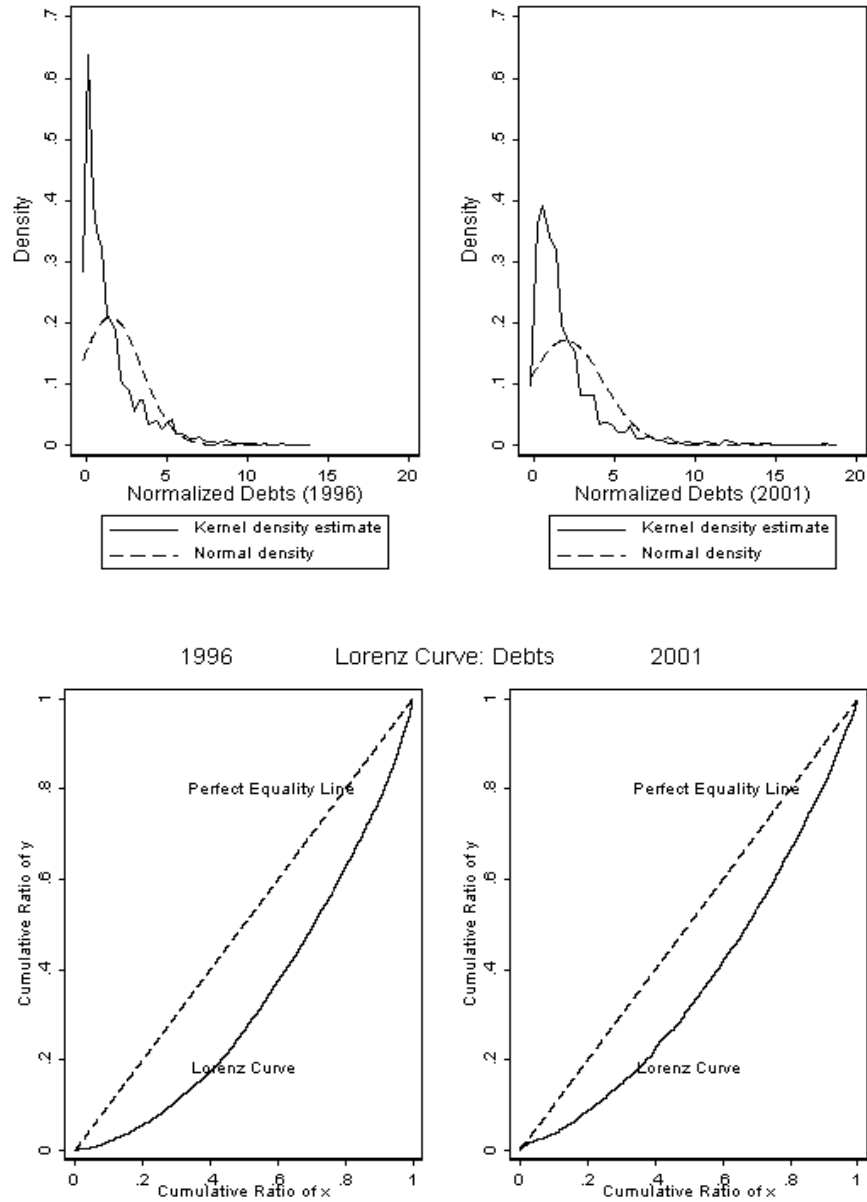 .7
.6
.5
.4
.3
.2
.1
0
Density
0 5 10 15 20
Normalized Debts (1996)
Kernel density estimate
Normal density
.7
.6
.5
.4
.3
.2
.1
0
Density
0 5 10 15 20
Normalized Debts (2001)
Kernel density estimate
Normal density
1996 Lorenz Curve: Debts 2001
1
.8
.6
.4
.2
0
Cumulative Ratio of y
Perfect Equality Line
Lorenz Curve
0 .2 .4 .6 .8 1
Cumulative Ratio of x
1
.8
.6
.4
.2
0
Cumulative Ratio of y
Perfect Equality Line
Lorenz Curve
0 .2 .4 .6 .8 1
Cumulative Ratio of x